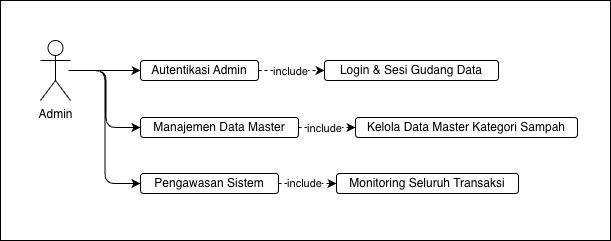 Admin
Autentikasi Admin
include
Login & Sesi Gudang Data
Manajemen Data Master
include
Kelola Data Master Kategori Sampah
Pengawasan Sistem
include
Monitoring Seluruh Transaksi